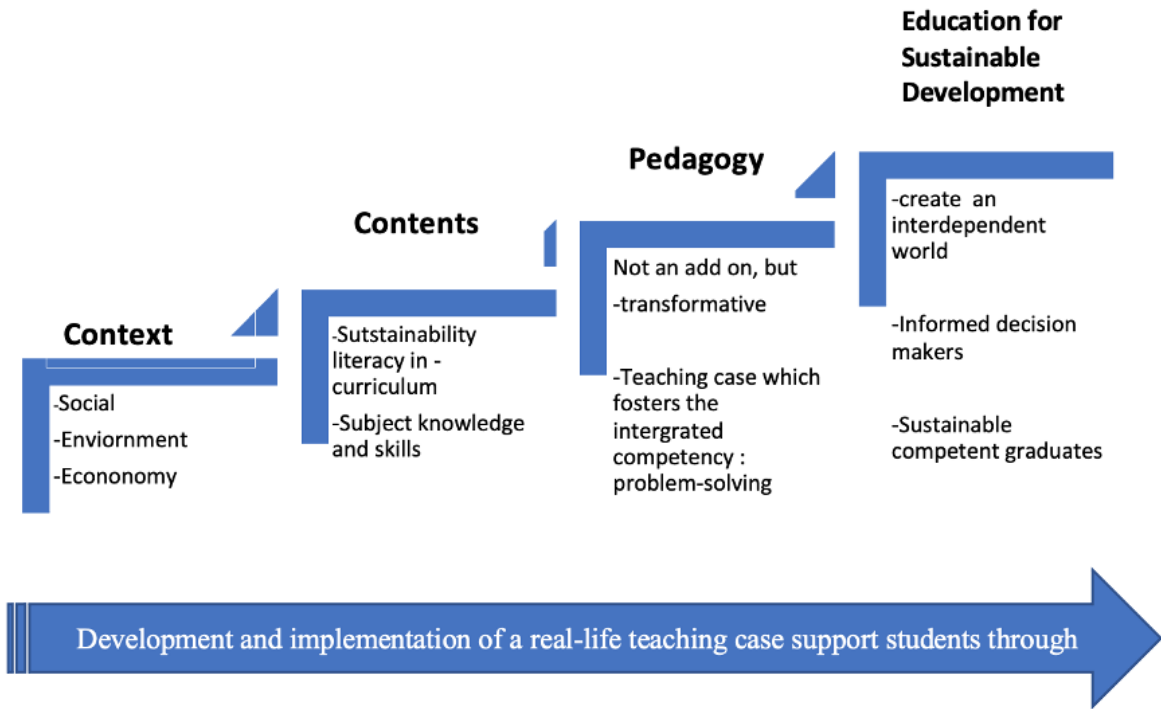 Context
-Social
-Enviornment
-Econonomy
Contents
-Sutstainability
literacy in -
curriculum
-Subject knowledge
and skills
Pedagogy
Not an add on, but
-transformative
-Teaching case which
fosters the
intergrated
competency :
problem-solving
Education for
Sustainable
Development
-create  an
interdependent
world
-Informed decision
makers
-Sustainable
competent graduates
Development and implementation of a real-life teaching case support students through